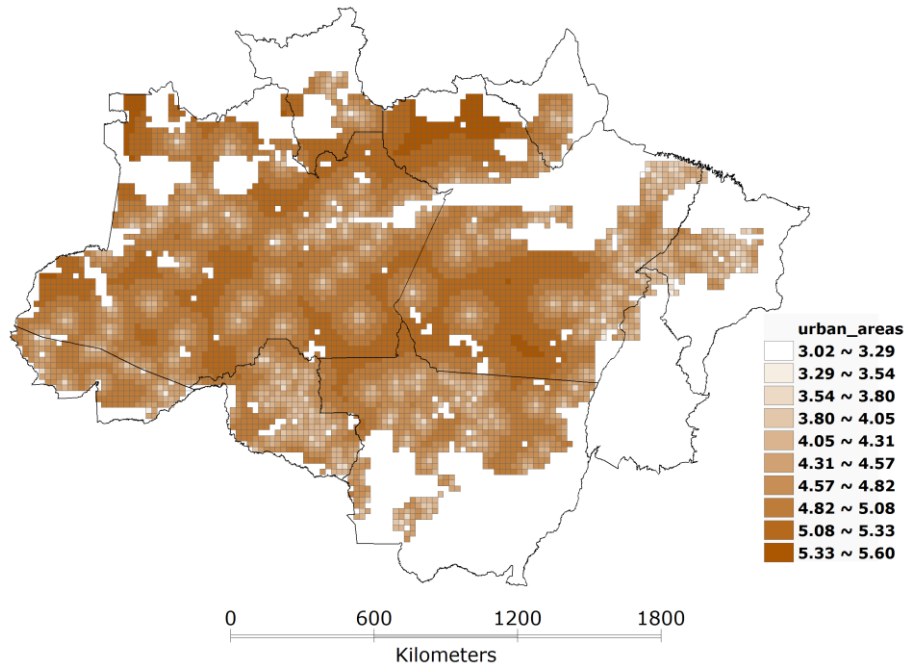 urban_areas
3.02 ~ 3.29
3.29 ~ 3.54
3.54 ~ 3.80
3.80 ~ 4.05
4.05 ~ 4.31
4.31 ~ 4.57
4.57 ~ 4.82
4.82 ~ 5.08
5.08 ~ 5.33
5.33 ~ 5.60
0 600 1200 1800
Kilometers